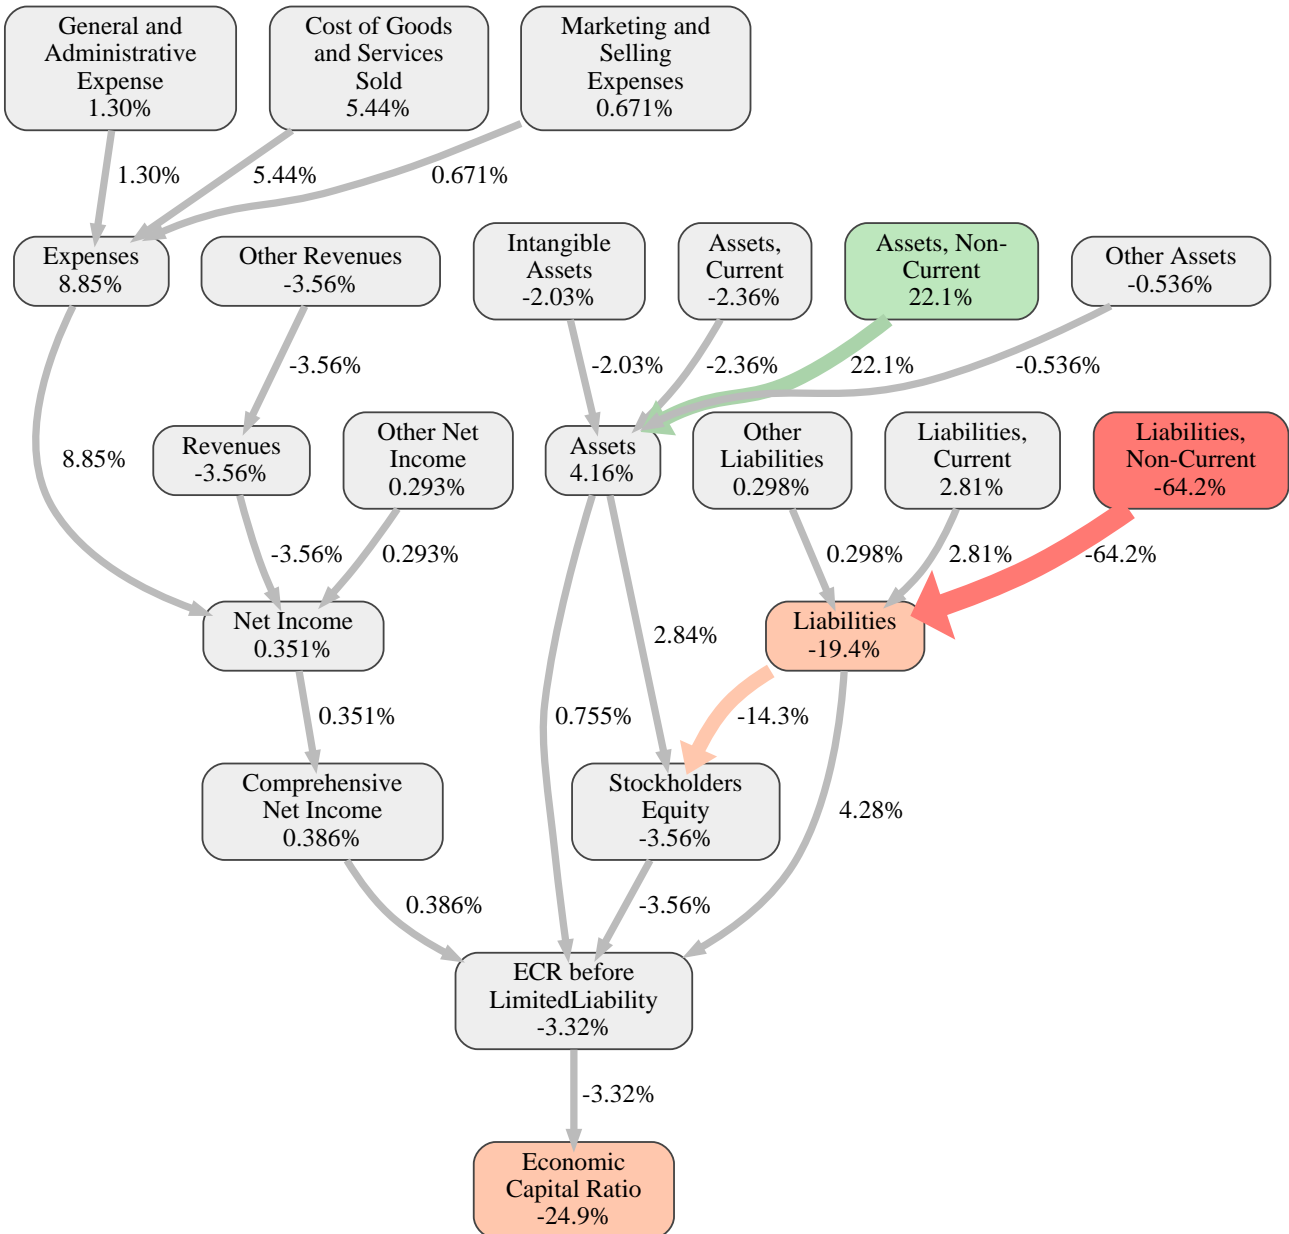 General and
Administrative
Expense
1.30%
Cost of Goods
and Services
Sold
5.44%
Marketing and
Selling
Expenses
0.671%
1.30%
5.44%
0.671%
Expenses
8.85%
Other Revenues
-3.56%
Intangible
Assets
-2.03%
Assets,
Current
-2.36%
Assets, Non-
Current
22.1%
Other Assets
-0.536%
-3.56%
-2.03%
-2.36%
22.1%
-0.536%
8.85%
Revenues
-3.56%
Other Net
Income
0.293%
Assets
4.16%
Other
Liabilities
0.298%
Liabilities,
Current
2.81%
Liabilities,
Non-Current
-64.2%
-3.56%
0.293%
0.298%
2.81%
-64.2%
Net Income
0.351%
2.84%
Liabilities
-19.4%
0.351%
0.755%
-14.3%
Comprehensive
Net Income
0.386%
Stockholders
Equity
-3.56%
4.28%
0.386%
-3.56%
ECR before
LimitedLiability
-3.32%
-3.32%
Economic
Capital Ratio
-24.9%